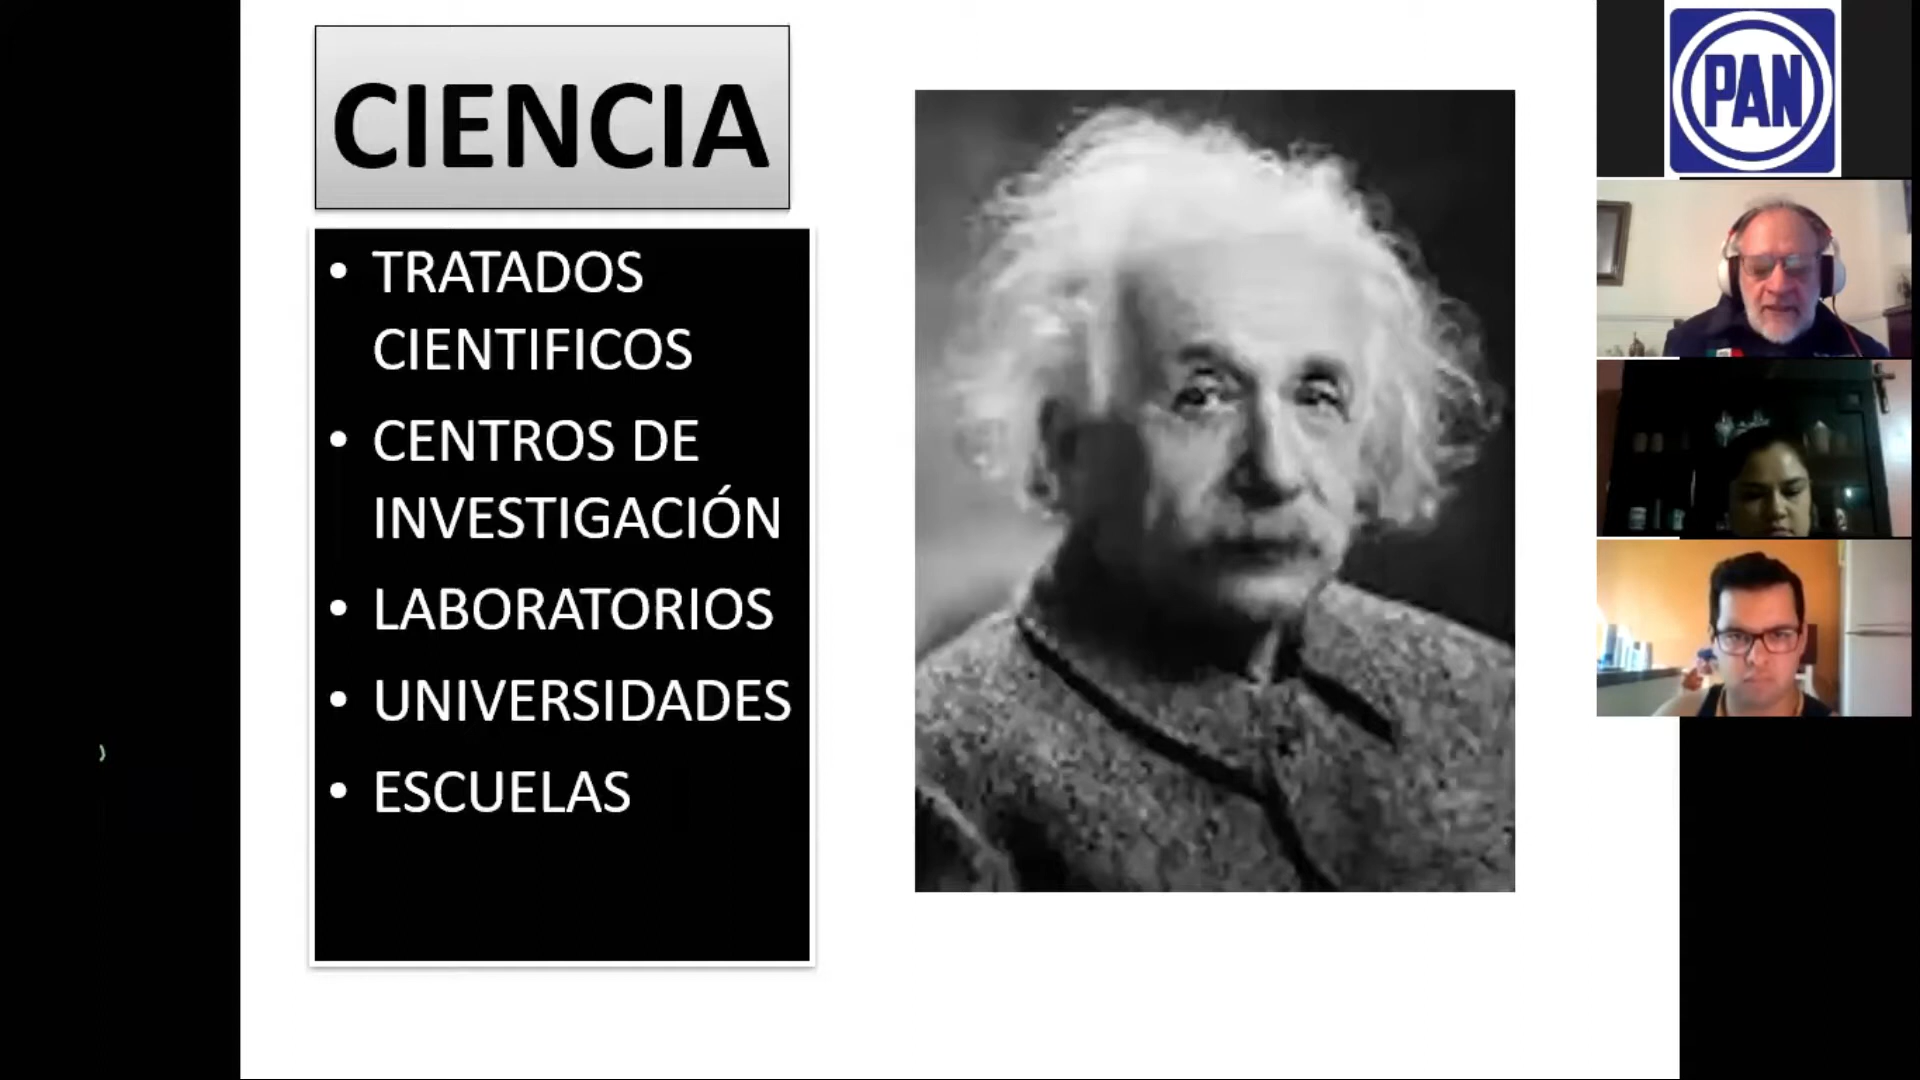 CIENCIA
• TRATADOS
CIENTIFICOS
• CENTROS DE
INVESTIGACIÓN
• LABORATORIOS
• UNIVERSIDADES
• ESCUELAS
PAN